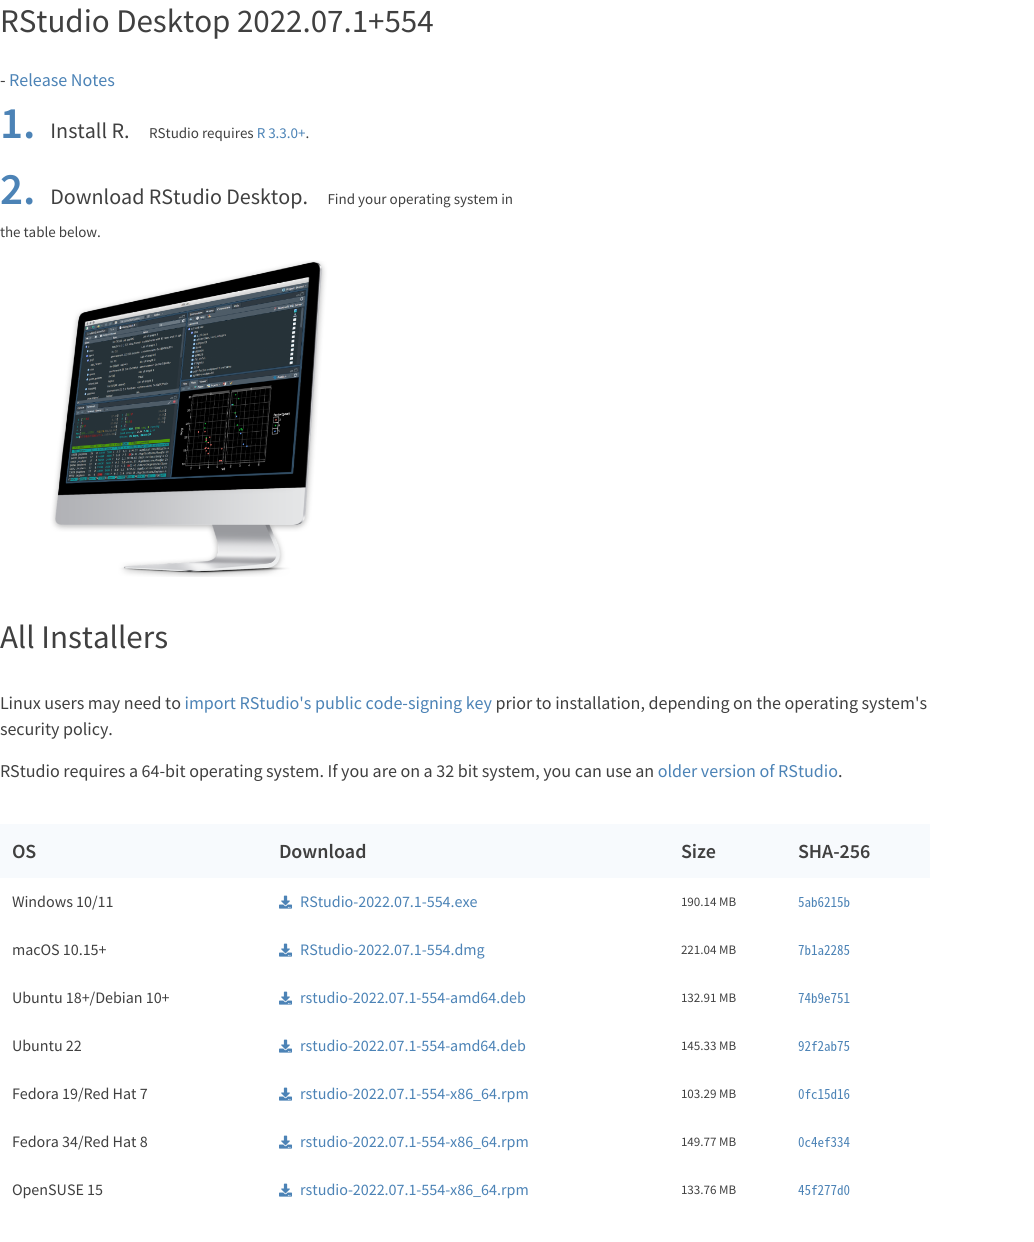 RStudio Desktop 2022.07.1+554
- Release Notes
1. Install R. RStudio requires R 3.3.0+.
2. Download RStudio Desktop. Find your operating system in
the table below.
All Installers
Linux users may need to import RStudio's public code-signing key prior to installation, depending on the operating system's
security policy.
RStudio requires a 64-bit operating system. If you are on a 32 bit system, you can use an older version of RStudio.
OS Download Size SHA-256
Windows 10/11 RStudio-2022.07.1-554.exe 190.14 MB 5ab6215b
macOS 10.15+ RStudio-2022.07.1-554.dmg 221.04 MB 7b1a2285
Ubuntu 18+/Debian 10+ rstudio-2022.07.1-554-amd64.deb 132.91 MB 74b9e751
Ubuntu 22 rstudio-2022.07.1-554-amd64.deb 145.33 MB 92f2ab75
Fedora 19/Red Hat 7 rstudio-2022.07.1-554-x86_64.rpm 103.29 MB 0fc15d16
Fedora 34/Red Hat 8 rstudio-2022.07.1-554-x86_64.rpm 149.77 MB 0c4ef334
OpenSUSE 15 rstudio-2022.07.1-554-x86_64.rpm 133.76 MB 45f277d0